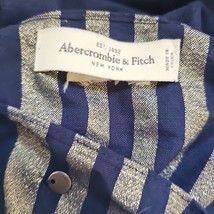 EST. 1892
Abercrombie & Fitch
NEW YORK